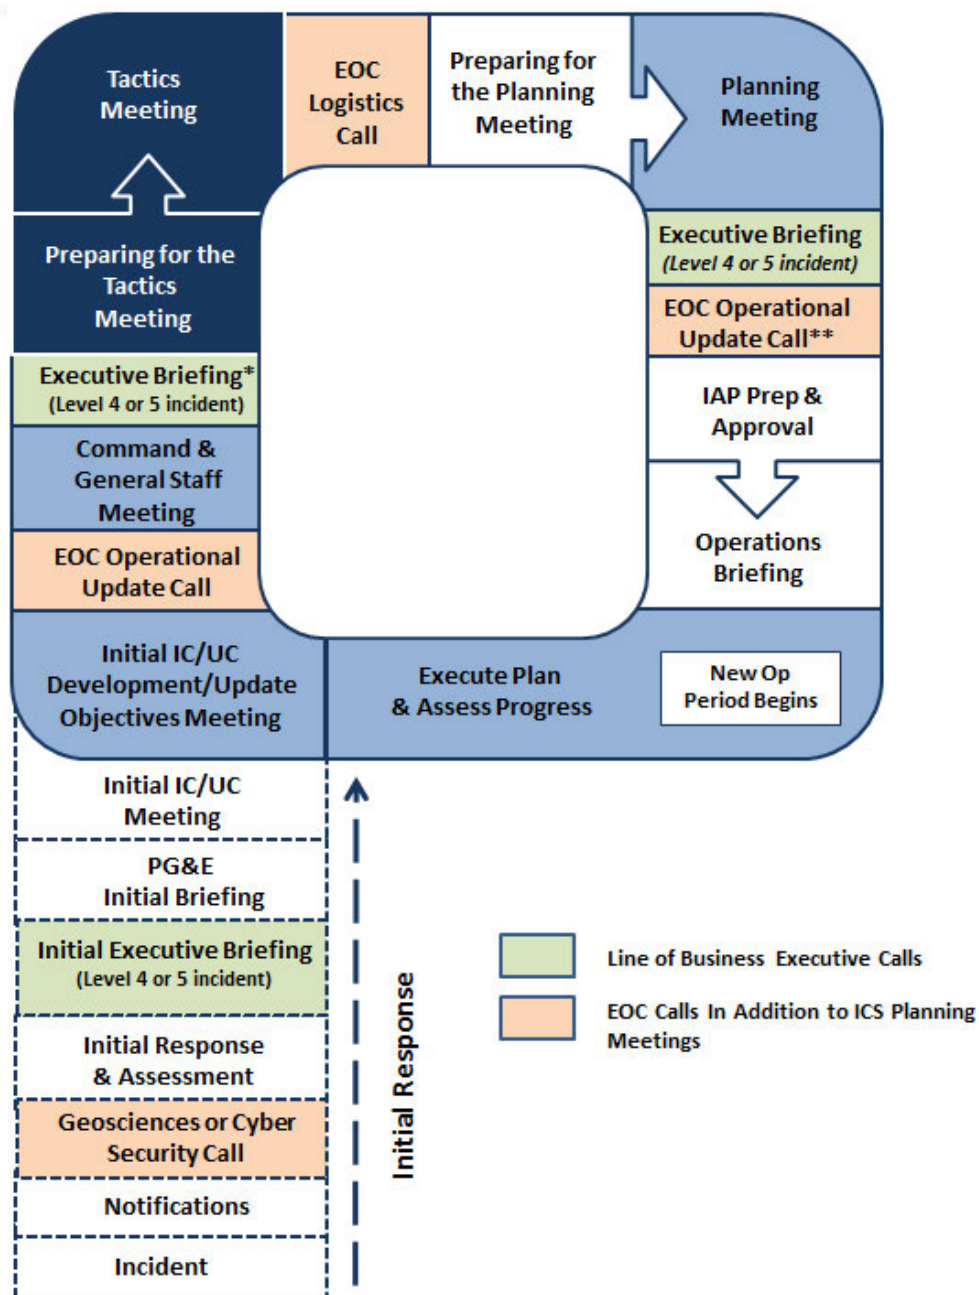 Tactics
Meeting
EOC
Logistics
Call
Preparing for
the Planning
Meeting
Planning
Meeting
Executive Briefing
(Level 4 or 5 incident)
EOC Operational
Update Call**
IAP Prep &
Approval
Operations
Briefing
Preparing for the
Tactics
Meeting
Executive Briefing*
(Level 4 or 5 incident)
Command &
General Staff
Meeting
EOC Operational
Update Call
Initial IC/UC
Development/Update
Objectives Meeting
Execute Plan
& Assess Progress
New Op
Period Begins
Initial IC/UC
Meeting
PG&E
Initial Briefing
Initial Executive Briefing
(Level 4 or 5 incident)
Initial Response
& Assessment
Geosciences or Cyber
Security Call
Notifications
Incident
Initial Response
Line of Business Executive Calls
EOC Calls In Addition to ICS Planning
Meetings